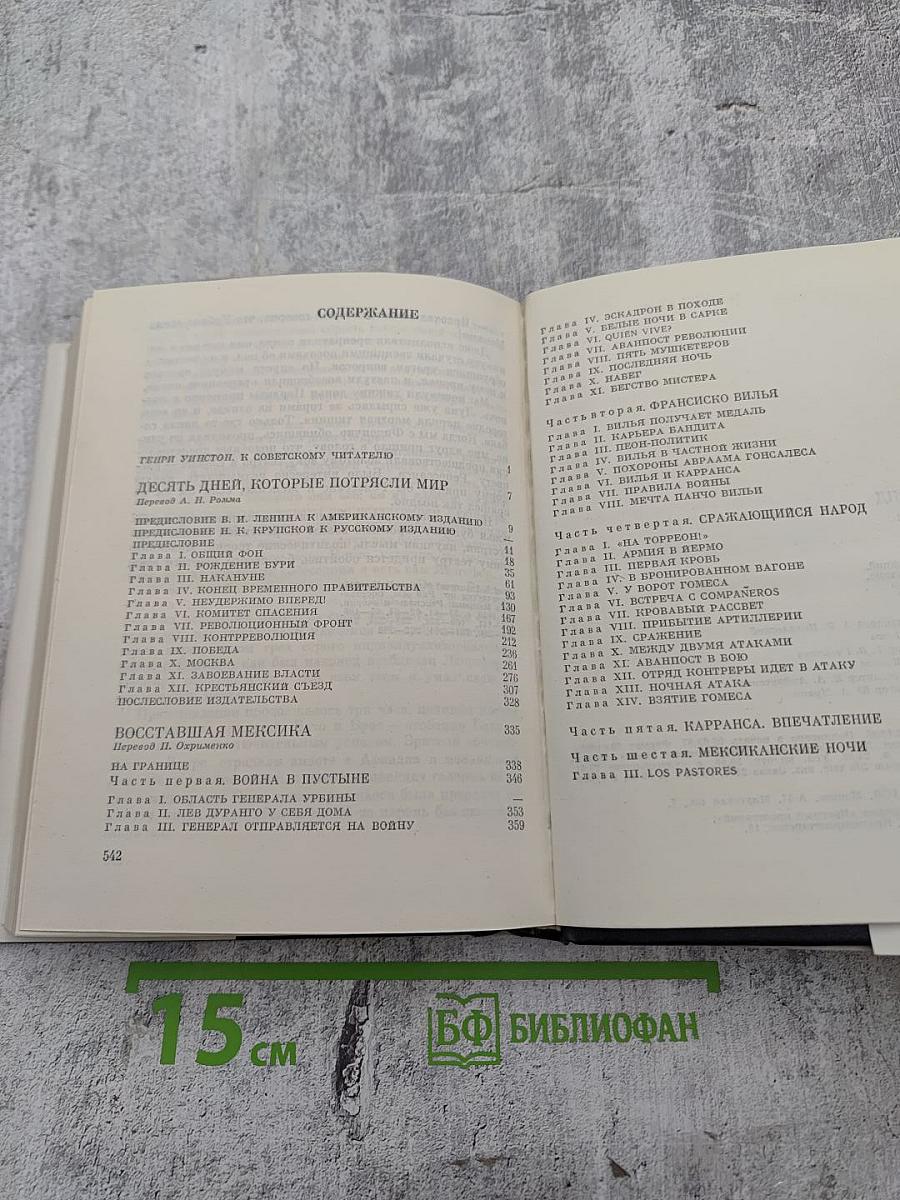 СОДЕРЖАНИЕ
ГЕНРИ УИНСТОН. К СОВЕТСКОМУ ЧИТАТЕЛЮ 1
ДЕСЯТЬ ДНЕЙ, КОТОРЫЕ ПОТРЯСЛИ МИР 7
Перевод А. И. Ромма
ПРЕДИСЛОВИЕ В. И. ЛЕНИНА К АМЕРИКАНСКОМУ ИЗДАНИЮ
ПРЕДИСЛОВИЕ Н. К. КРУПСКОЙ К РУССКОМУ ИЗДАНИЮ 9
ПРЕДИСЛОВИЕ —
Глава I. ОБЩИЙ ФОН 11
Глава II. РОЖДЕНИЕ БУРИ 18
Глава III. НАКАНУНЕ 35
Глава IV. КОНЕЦ ВРЕМЕННОГО ПРАВИТЕЛЬСТВА 61
Глава V. НЕУДЕРЖИМО ВПЕРЕД! 93
Глава VI. КОМИТЕТ СПАСЕНИЯ 130
Глава VII. РЕВОЛЮЦИОННЫЙ ФРОНТ 167
Глава VIII. КОНТРРЕВОЛЮЦИЯ 192
Глава IX. ПОБЕДА 212
Глава X. МОСКВА 236
Глава XI. ЗАВОЕВАНИЕ ВЛАСТИ 261
Глава XII. КРЕСТЬЯНСКИЙ СЪЕЗД 276
ПОСЛЕСЛОВИЕ ИЗДАТЕЛЬСТВА 307
328
ВОССТАВШАЯ МЕКСИКА 335
Перевод П. Охрименко
НА ГРАНИЦЕ 338
Часть первая. ВОЙНА В ПУСТЫНЕ 346
Глава I. ОБЛАСТЬ ГЕНЕРАЛА УРБИНЫ —
Глава II. ЛЕВ ДУРАНГО У СЕБЯ ДОМА 353
Глава III. ГЕНЕРАЛ ОТПРАВЛЯЕТСЯ НА ВОЙНУ 359
542
Глава IV. ЭСКАДРОН В ПОХОДЕ
Глава V. БЕЛЫЕ НОЧИ В САРКЕ
Глава VI. QUIEN VIVE?
Глава VII. АВАНПОСТ РЕВОЛЮЦИИ
Глава VIII. ПЯТЬ МУШКЕТЕРОВ
Глава IX. ПОСЛЕДНЯЯ НОЧЬ
Глава X. НАБЕГ
Глава XI. БЕГСТВО МИСТЕРА
Часть вторая. ФРАНСИСКО ВИЛЬЯ
Глава I. ВИЛЬЯ ПОЛУЧАЕТ МЕДАЛЬ
Глава II. КАРЬЕРА БАНДИТА
Глава III. ПЕОН-ПОЛИТИК
Глава IV. ВИЛЬЯ В ЧАСТНОЙ ЖИЗНИ
Глава V. ПОХОРОНЫ АВРААМА ГОНСАЛЕСА
Глава VI. ВИЛЬЯ И КАРРАНСА
Глава VII. ПРАВИЛА ВОЙНЫ
Глава VIII. МЕЧТА ПАНЧО ВИЛЬИ
Часть четвертая. СРАЖАЮЩИЙСЯ НАРОД
Глава I. «НА ТОРРЕОН!»
Глава II. АРМИЯ В ЙЕРМО
Глава III. ПЕРВАЯ КРОВЬ
Глава IV. В БРОНИРОВАННОМ ВАГОНЕ
Глава V. У ВОРОТ ГОМЕСА
Глава VI. ВСТРЕЧА С COMPAÑEROS
Глава VII. КРОВАВЫЙ РАССВЕТ
Глава VIII. ПРИБЫТИЕ АРТИЛЛЕРИИ
Глава IX. СРАЖЕНИЕ
Глава X. МЕЖДУ ДВУМЯ АТАКАМИ
Глава XI. АВАНПОСТ В БОЮ
Глава XII. ОТРЯД КОНТРЕРЫ ИДЕТ В АТАКУ
Глава XIII. НОЧНАЯ АТАКА
Глава XIV. ВЗЯТИЕ ГОМЕСА
Часть пятая. КАРРАНСА. ВПЕЧАТЛЕНИЕ
Часть шестая. МЕКСИКАНСКИЕ НОЧИ
Глава III. LOS PASTORES
15 см
БФ БИБЛИОФАН